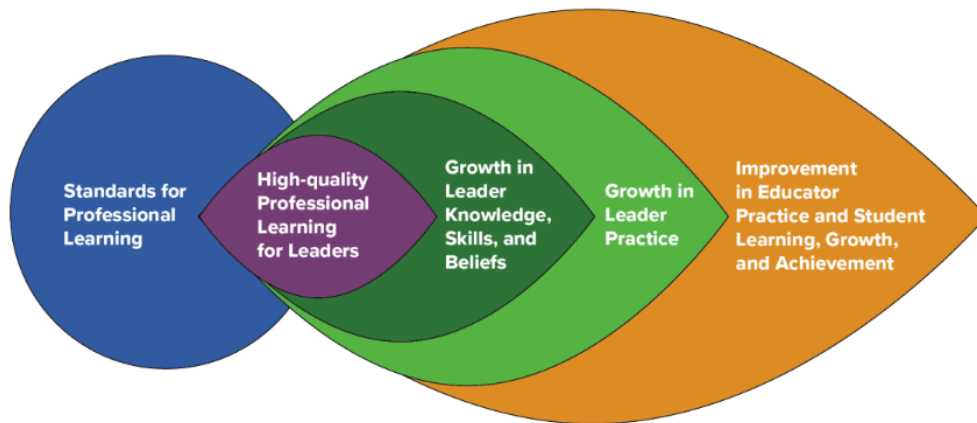 Standards for
Professional
Learning
High-quality
Professional
Learning
for Leaders
Growth in
Leader
Knowledge,
Skills, and
Beliefs
Growth in
Leader
Practice
Improvement
in Educator
Practice and Student
Learning, Growth,
and Achievement